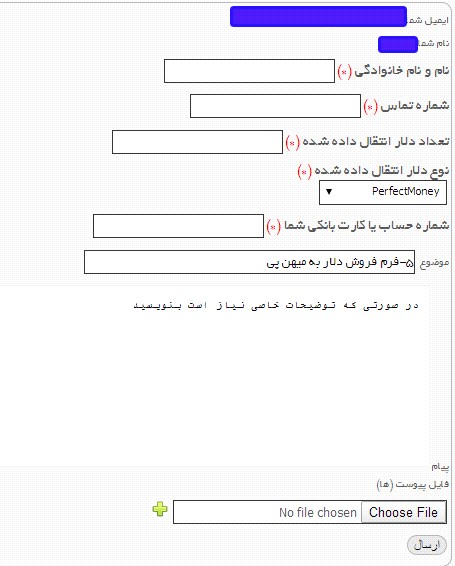 ایمیل شما:
نام شما:
نام و نام خانوادگی (*)
شماره تماس (*)
تعداد دلار انتقال داده شده (*)
نوع دلار انتقال داده شده (*)
PerfectMoney
شماره حساب یا کارت بانکی شما (*)
موضوع ۵-فرم فروش دلار به میهن پی
در صورتی که توضیحات خاصی نیاز است بنویسید
پیام
فایل پیوست (ها)
Choose File No file chosen
ارسال